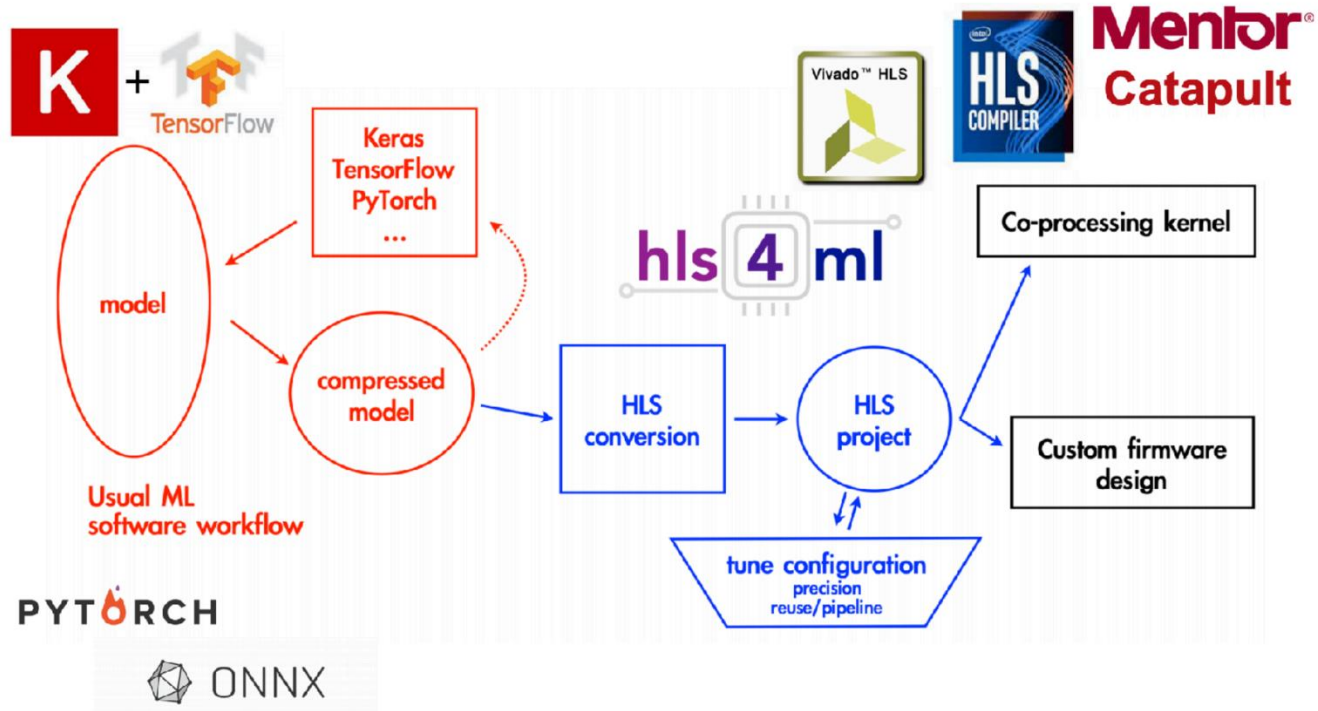 K
+
TensorFlow
Keras
TensorFlow
PyTorch
...
model
compressed
model
Usual ML
software workflow
PYTORCH
ONNX
hls 4 ml
Vivado™ HLS
intel
HLS
COMPILER
Mentor®
Catapult
HLS
conversion
HLS
project
tune configuration
precision
reuse/pipeline
Co-processing kernel
Custom firmware
design